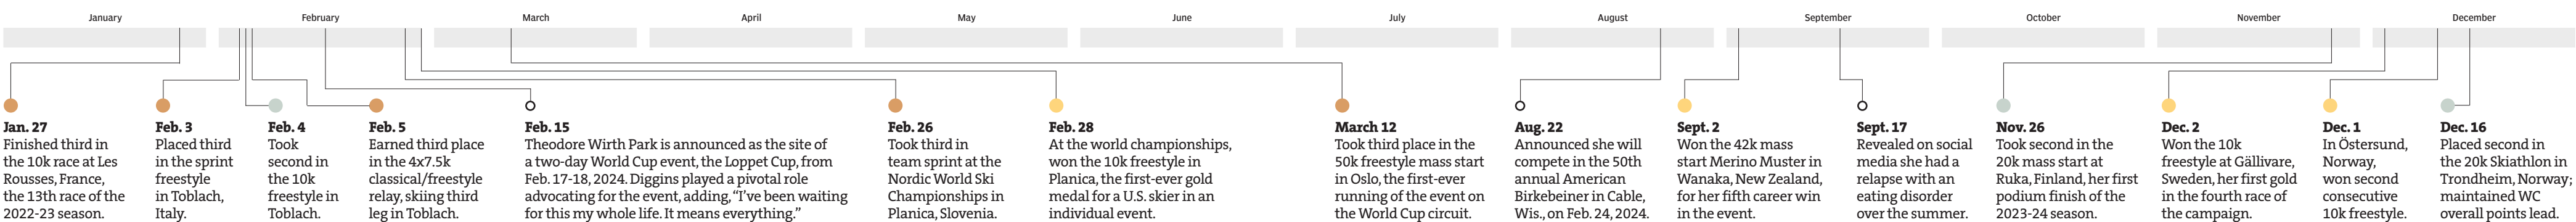 January
February
March
April
May
June
July
August
September
October
November
December
Jan. 27
Finished third in
the 10k race at Les
Rousses, France,
the 13th race of the
2022-23 season.
Feb. 3
Placed third
in the sprint
freestyle
in Toblach,
Italy.
Feb. 4
Took
second in
the 10k
freestyle in
Toblach.
Feb. 5
Earned third place
in the 4x7.5k
classical/freestyle
relay, skiing third
leg in Toblach.
Feb. 15
Theodore Wirth Park is announced as the site of
a two-day World Cup event, the Loppet Cup, from
Feb. 17-18, 2024. Diggins played a pivotal role
advocating for the event, adding, “I’ve been waiting
for this my whole life. It means everything.”
Feb. 26
Took third in
team sprint at the
Nordic World Ski
Championships in
Planica, Slovenia.
Feb. 28
At the world championships,
won the 10k freestyle in
Planica, the first-ever gold
medal for a U.S. skier in an
individual event.
March 12
Took third place in the
50k freestyle mass start
in Oslo, the first-ever
running of the event on
the World Cup circuit.
Aug. 22
Announced she will
compete in the 50th
annual American
Birkebeiner in Cable,
Wis., on Feb. 24, 2024.
Sept. 2
Won the 42k mass
start Merino Muster in
Wanaka, New Zealand,
for her fifth career win
in the event.
Sept. 17
Revealed on social
media she had a
relapse with an
eating disorder
over the summer.
Nov. 26
Took second in the
20k mass start at
Ruka, Finland, her first
podium finish of the
2023-24 season.
Dec. 2
Won the 10k
freestyle at Gällivare,
Sweden, her first gold
in the fourth race of
the campaign.
Dec. 1
In Östersund,
Norway,
won second
consecutive
10k freestyle.
Dec. 16
Placed second in
the 20k Skiathlon in
Trondheim, Norway;
maintained WC
overall points lead.